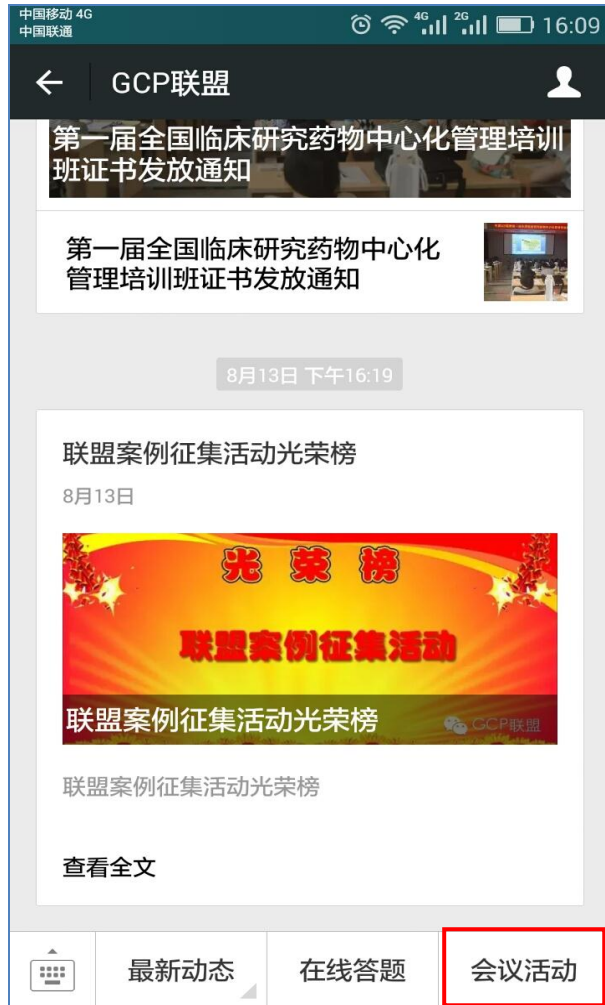 中国移动 4G
中国联通
4G
2G
16:09
GCP联盟
第一届全国临床研究药物中心化管理培训
班证书发放通知
第一届全国临床研究药物中心化
管理培训班证书发放通知
8月13日 下午16:19
联盟案例征集活动光荣榜
8月13日
光 荣 榜
联盟案例征集活动
联盟案例征集活动光荣榜
GCP联盟
联盟案例征集活动光荣榜
查看全文
最新动态
在线答题
会议活动